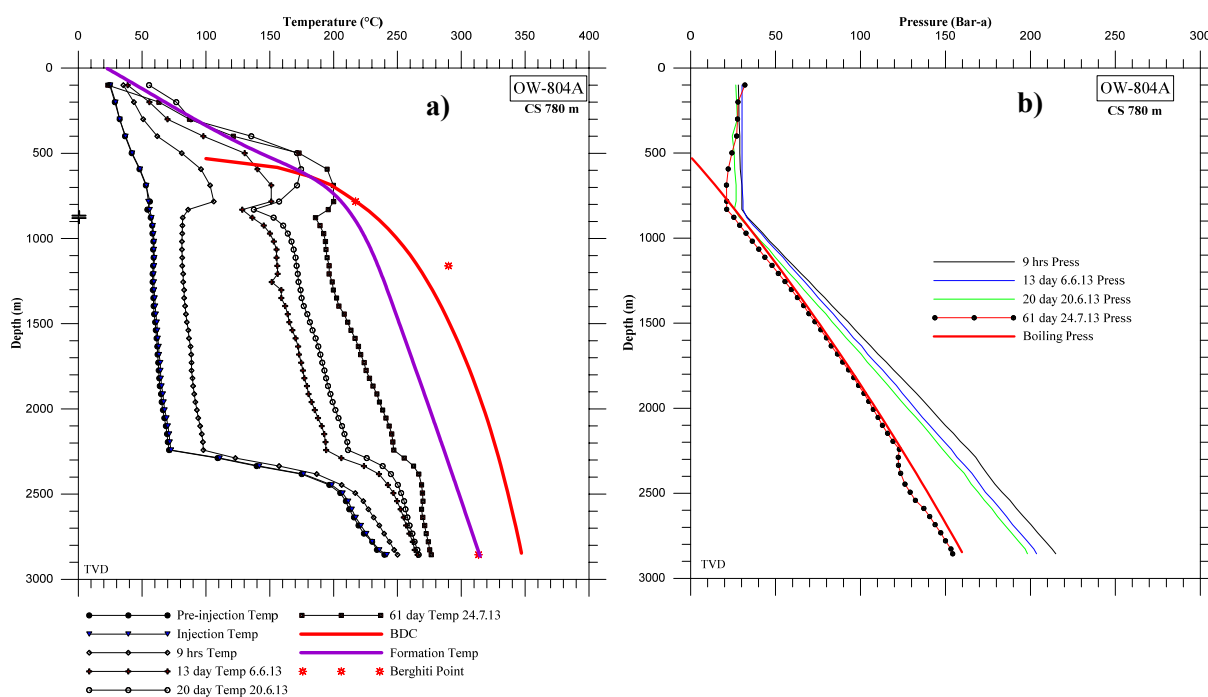 Temperature (°C)
0 50 100 150 200 250 300 350 400
0
500
1000
1500
2000
2500
3000
Depth (m)
OW-804A
CS 780 m
a)
TVD
Pre-injection Temp
Injection Temp
9 hrs Temp
13 day Temp 6.6.13
20 day Temp 20.6.13
61 day Temp 24.7.13
BDC
Formation Temp
Berghiti Point
Pressure (Bar-a)
0 50 100 150 200 250 300
0
500
1000
1500
2000
2500
3000
Depth (m)
OW-804A
CS 780 m
b)
9 hrs Press
13 day 6.6.13 Press
20 day 20.6.13 Press
61 day 24.7.13 Press
Boiling Press
TVD